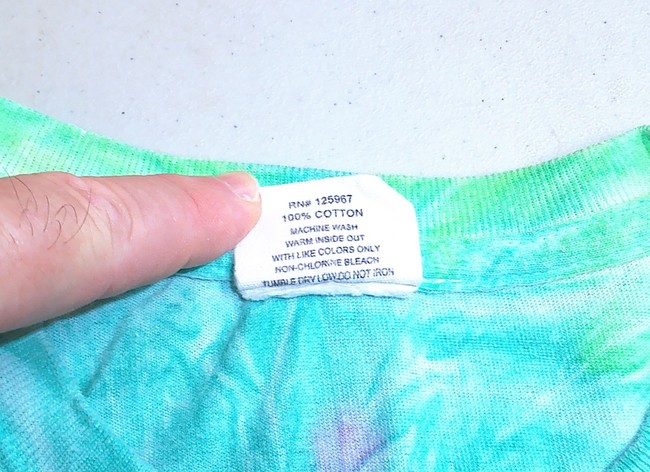 RN# 125967
100% COTTON
MACHINE WASH
WARM INSIDE OUT
WITH LIKE COLORS ONLY
NON-CHLORINE BLEACH
TUMBLE DRY LOW DO NOT IRON